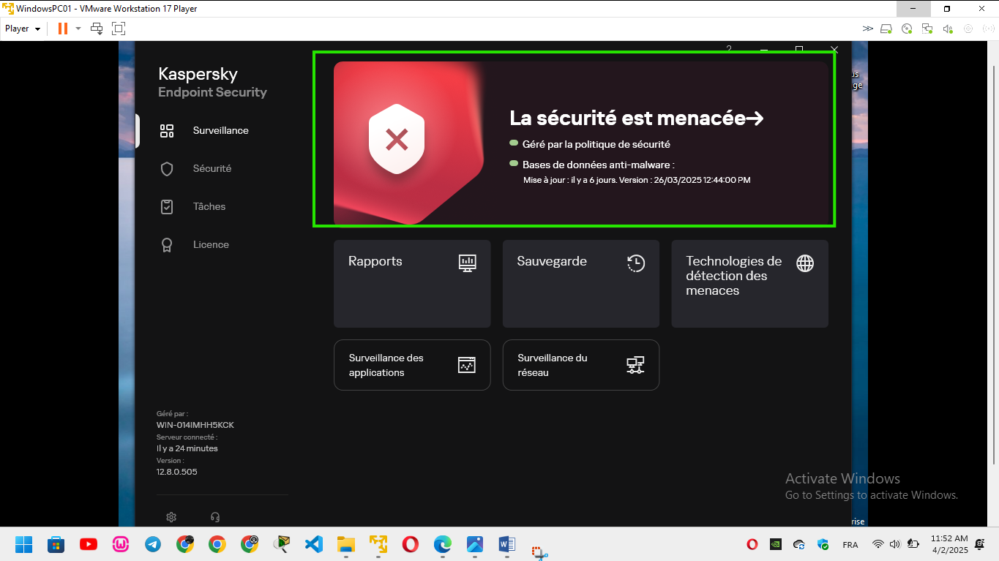 WindowsPC01 - VMware Workstation 17 Player
Player
Kaspersky
Endpoint Security
Surveillance
Sécurité
Tâches
Licence
La sécurité est menacée
Géré par la politique de sécurité
Bases de données anti-malware :
Mise à jour : il y a 6 jours. Version : 26/03/2025 12:44:00 PM
Rapports
Sauvegarde
Technologies de
détection des
menaces
Surveillance des
applications
Surveillance du
réseau
Géré par :
WIN-014IMHH5KCK
Serveur connecté :
Il y a 24 minutes
Version :
12.8.0.505
us
ge
Activate Windows
Go to Settings to activate Windows.
rise
FRA
11:52 AM
4/2/2025